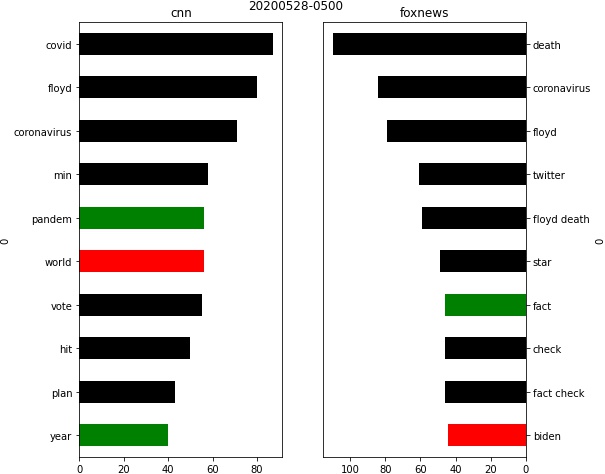 20200528-0500
cnn
foxnews
covid
floyd
coronavirus
min
pandem
world
vote
hit
plan
year
0 20 40 60 80
0
death
coronavirus
floyd
twitter
floyd death
star
fact
check
fact check
biden
100 80 60 40 20 0
0